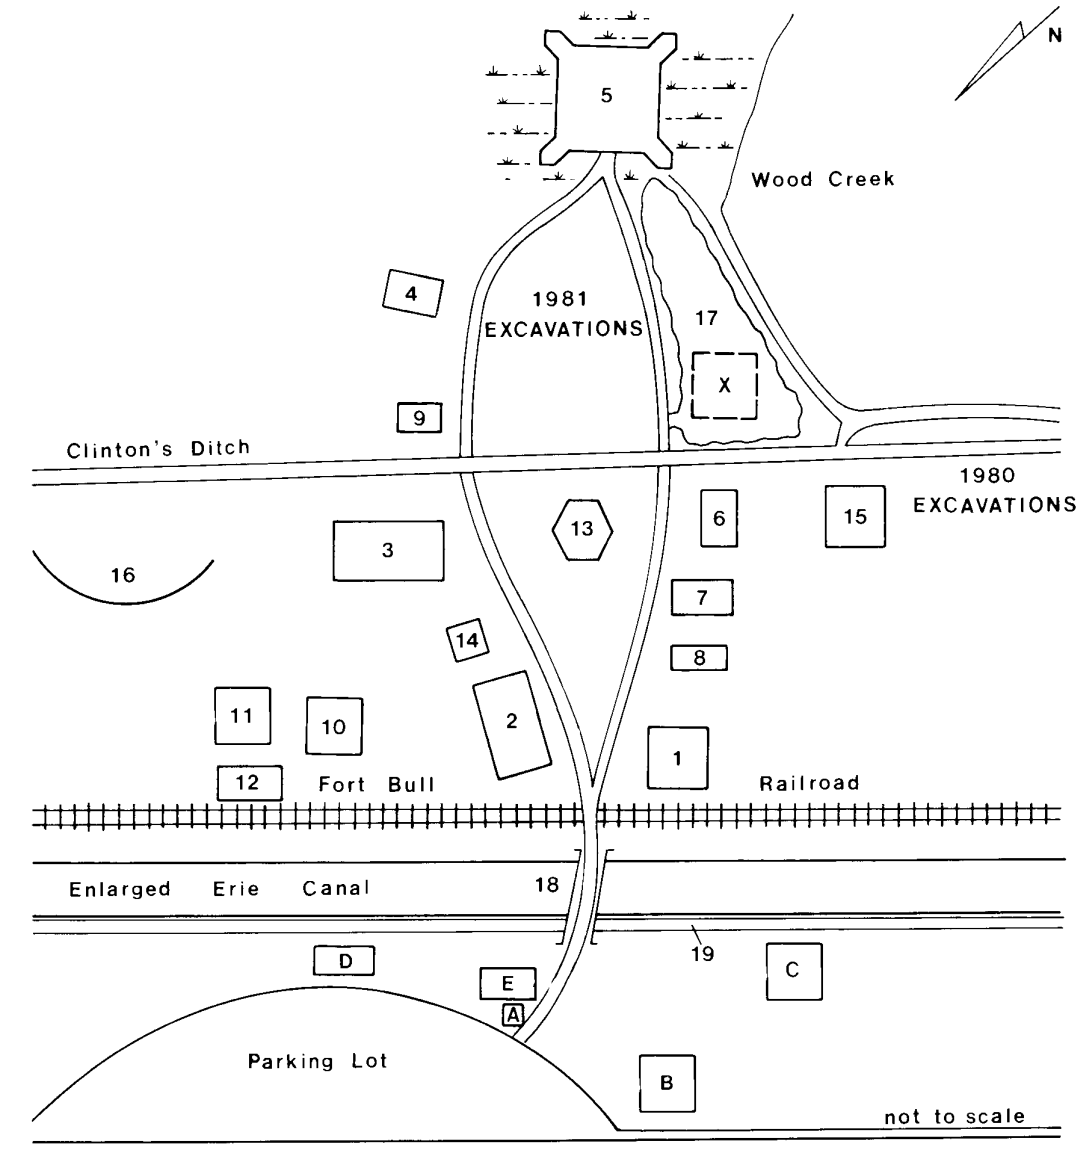 N
5
Wood Creek
4
1981
EXCAVATIONS
17
X
9
Clinton's Ditch
1980
EXCAVATIONS
6
15
13
3
16
7
14
8
11
10
2
1
12
Fort Bull Railroad
18
Enlarged Erie Canal
19
D
C
E
A
Parking Lot
B
not to scale